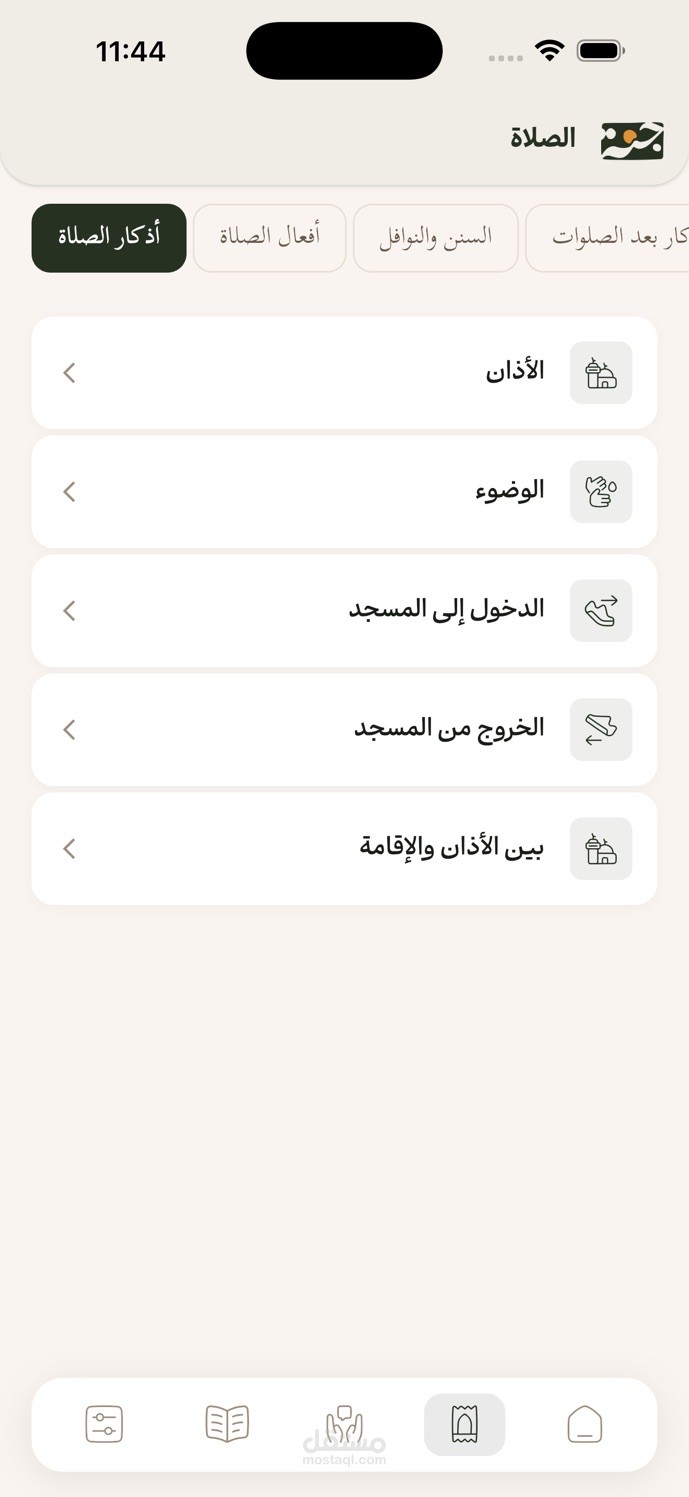 11:44
جنة
الصلاة
كار بعد الصلوات
السنن والنوافل
أفعال الصلاة
أذكار الصلاة
الأذان
الوضوء
الدخول إلى المسجد
الخروج من المسجد
بين الأذان والإقامة
مستقل
mostaql.com